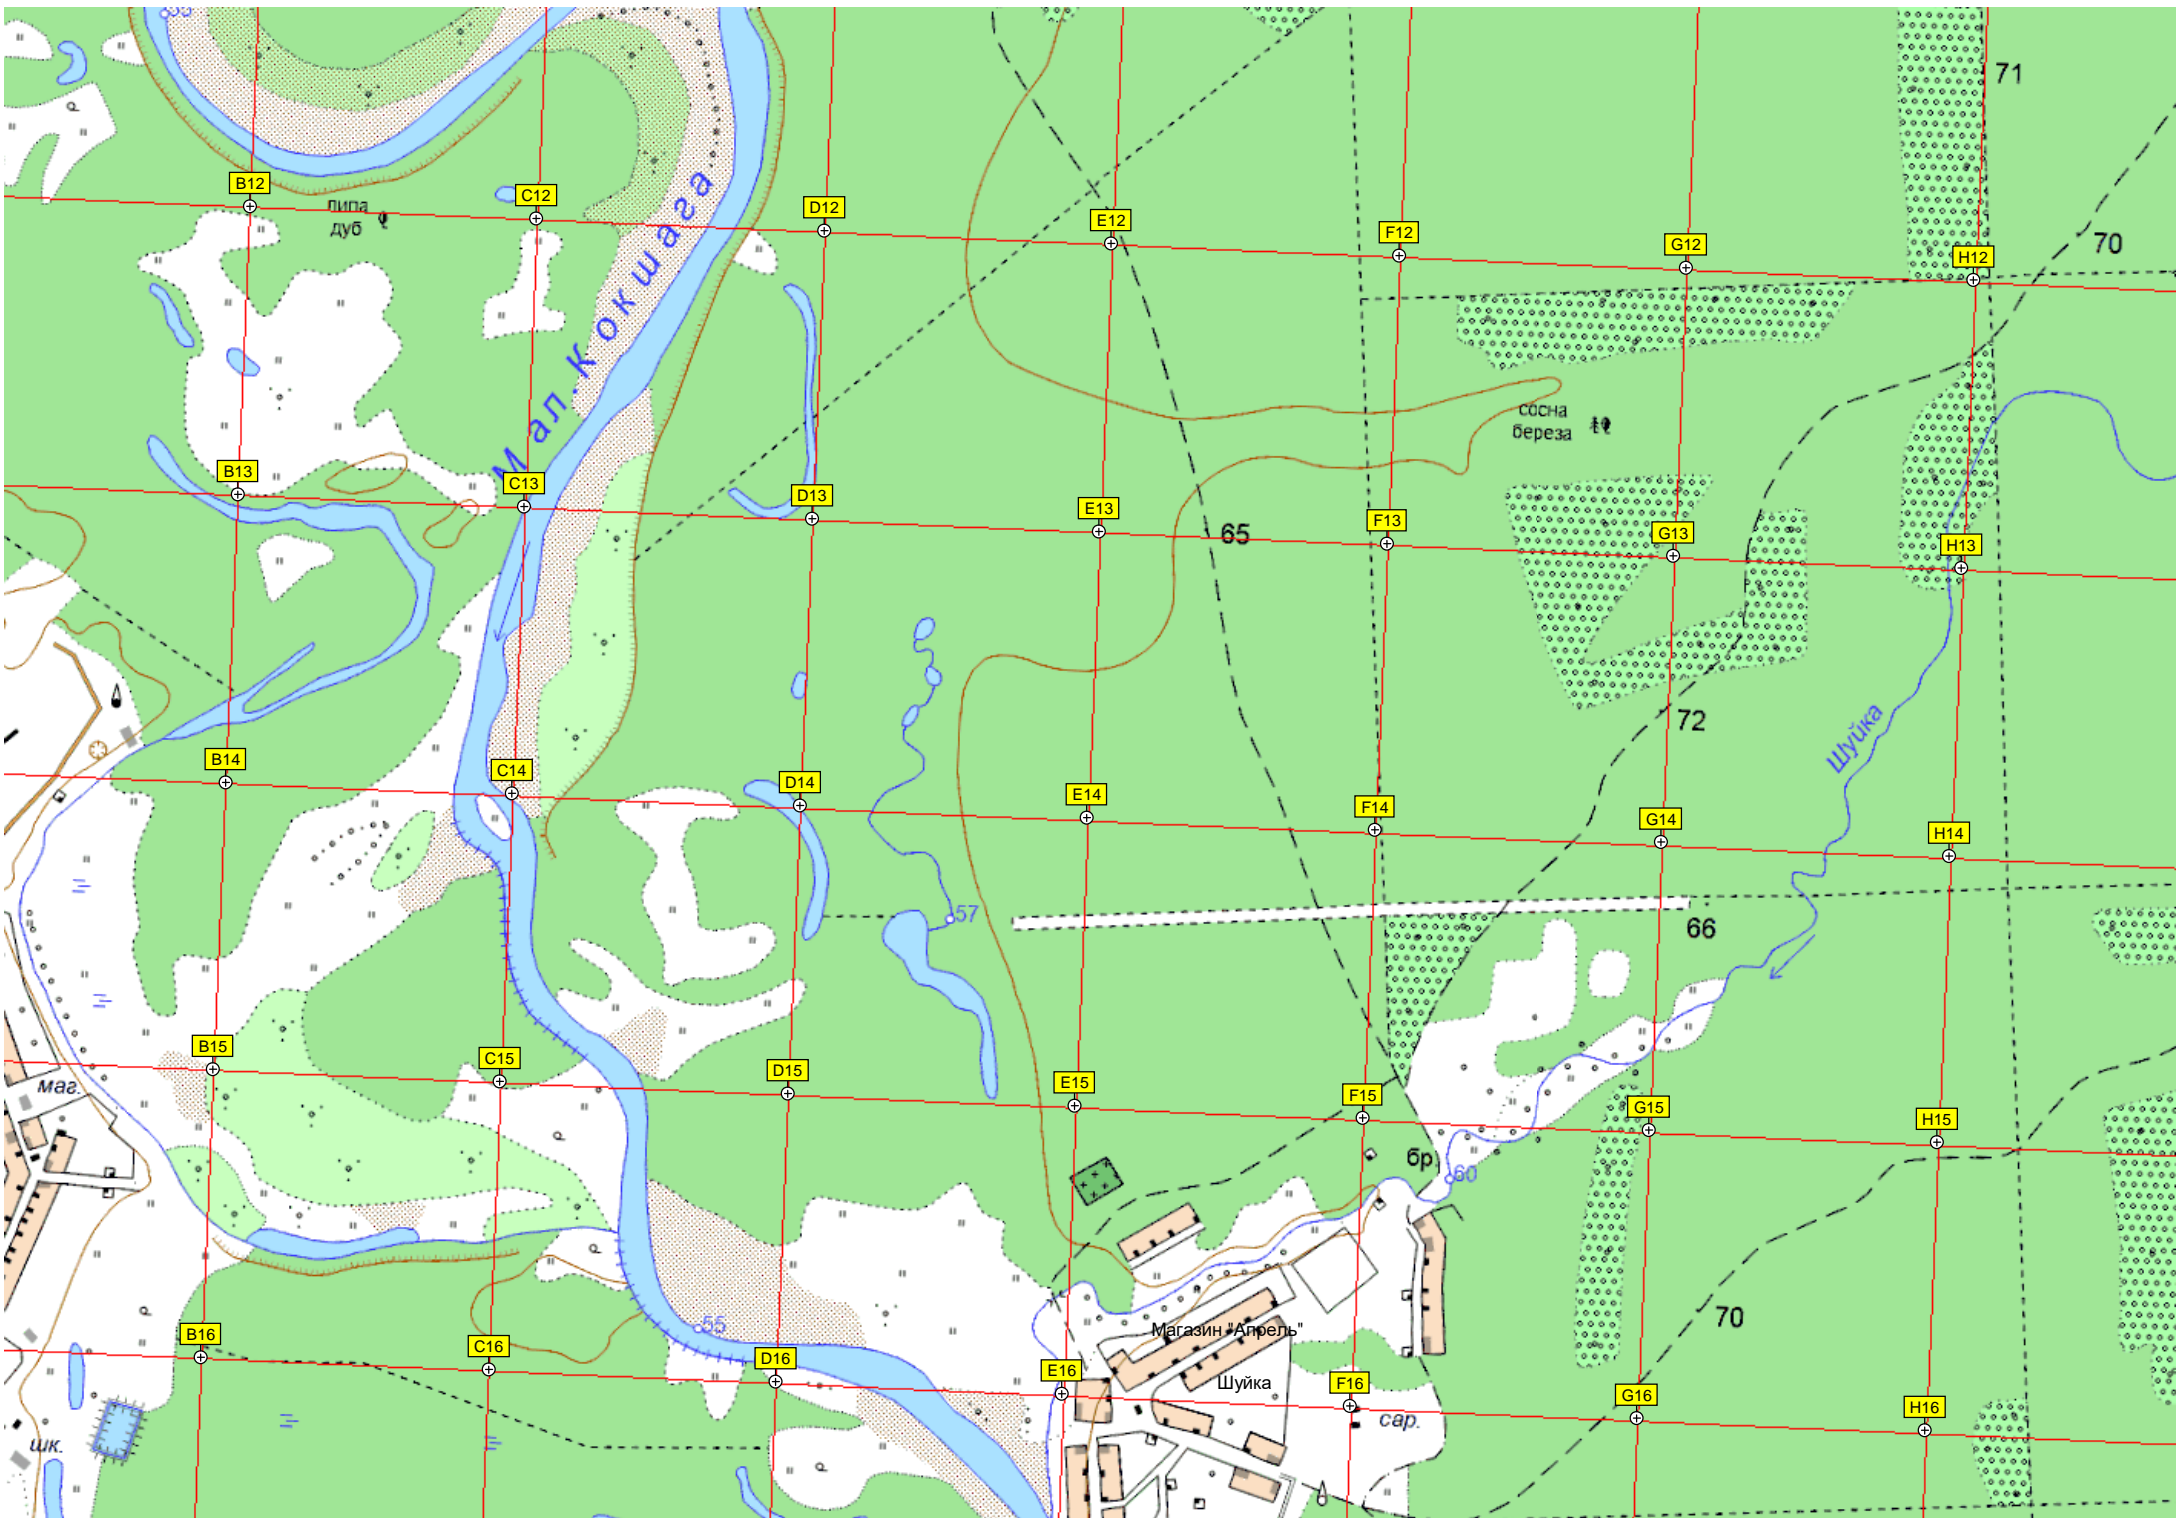 55
71
B12
C12
D12
E12
F12
G12
H12
70
липа
дуб
Мал. Кокшага
сосна
береза
B13
C13
D13
E13
F13
G13
H13
65
72
Шуйка
B14
C14
D14
E14
F14
G14
H14
57
66
B15
C15
D15
E15
F15
G15
H15
маг.
бр.
60
70
55
Магазин "Апрель"
B16
C16
D16
E16
F16
G16
H16
Шуйка
сар.
шк.